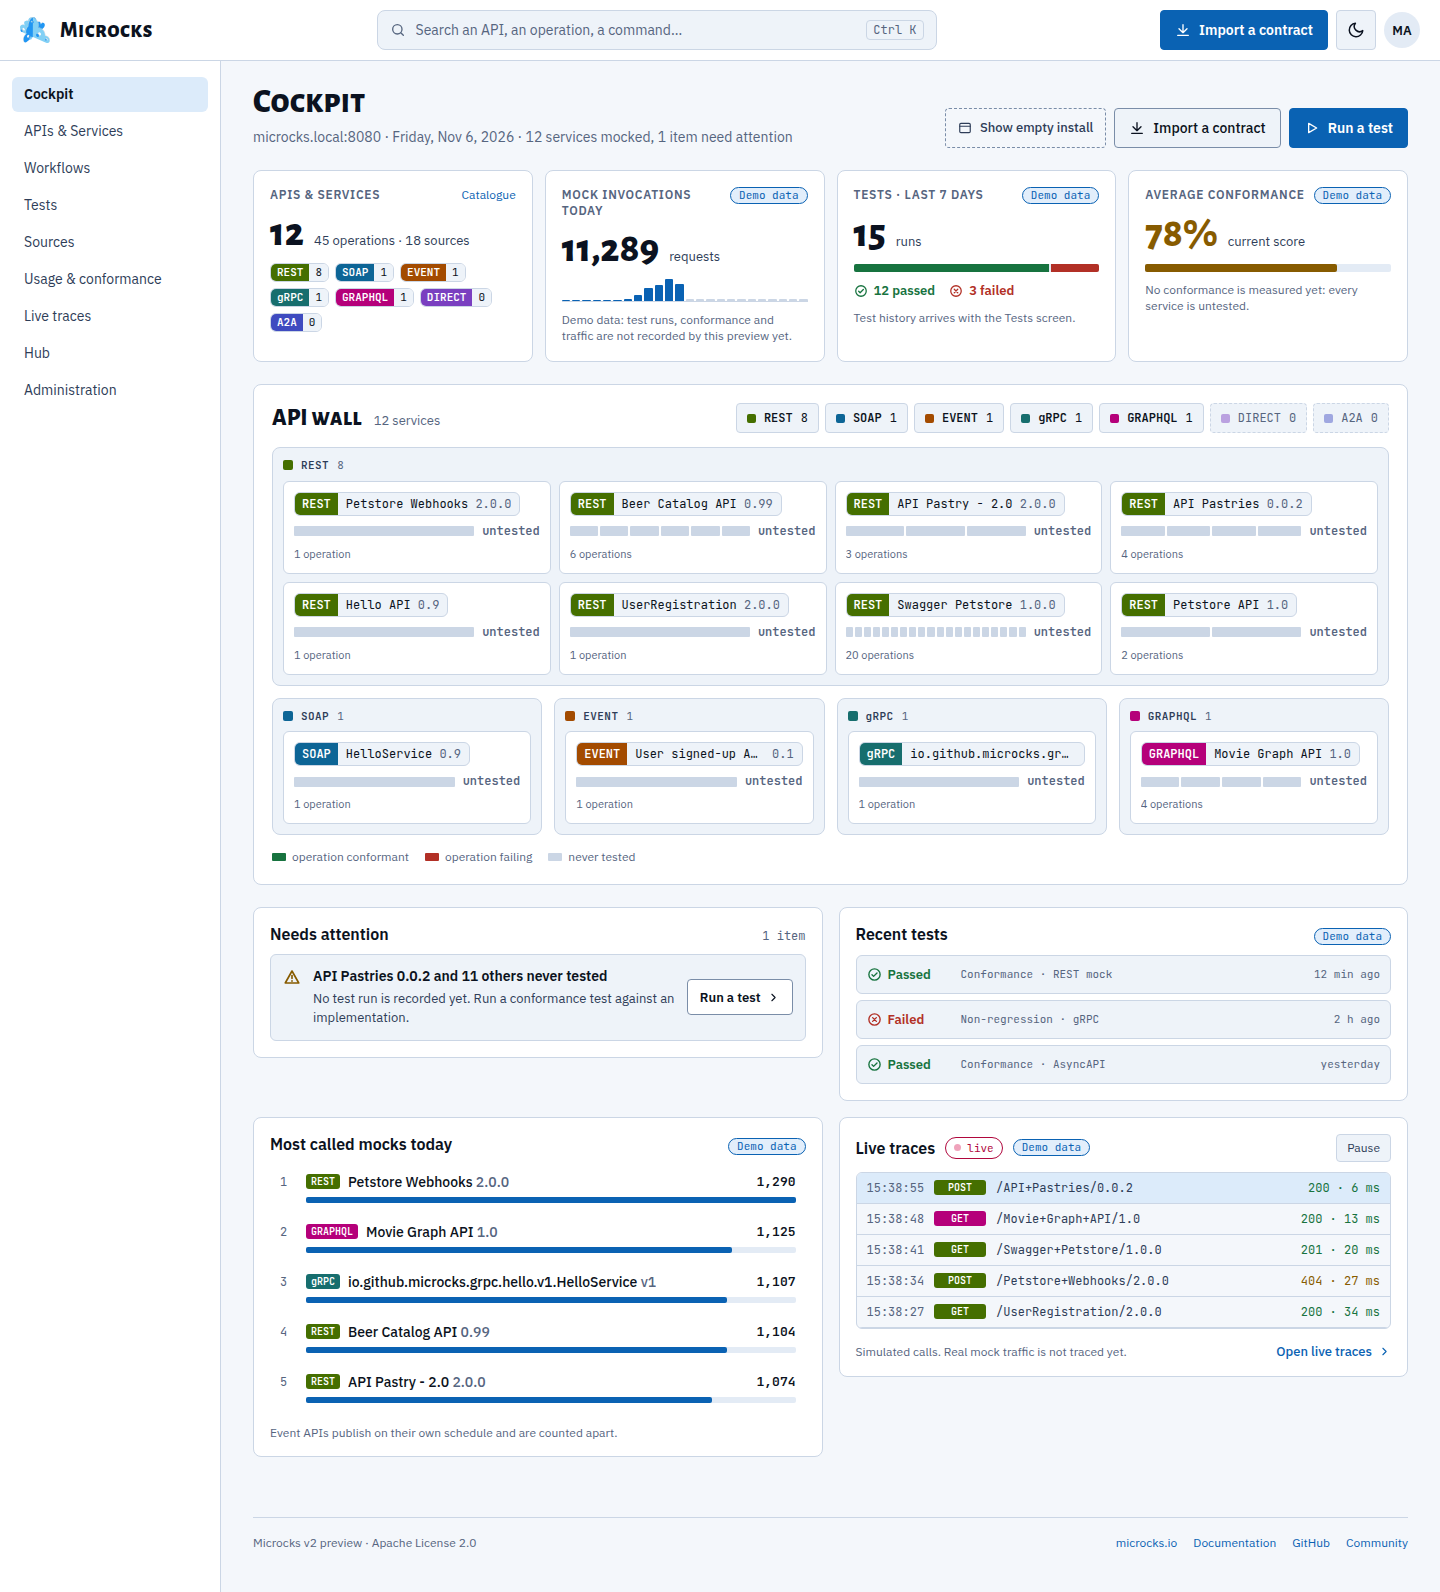 Microcks
Search an API, an operation, a command...
Ctrl K
Import a contract
MA
Cockpit
APIs & Services
Workflows
Tests
Sources
Usage & conformance
Live traces
Hub
Administration
Cockpit
microcks.local:8080 · Friday, Nov 6, 2026 · 12 services mocked, 1 item need attention
Show empty install
Import a contract
Run a test
APIS & SERVICES
Catalogue
12 45 operations · 18 sources
REST 8 SOAP 1 EVENT 1
gRPC 1 GRAPHQL 1 DIRECT 0
A2A 0
MOCK INVOCATIONS TODAY
Demo data
11,289 requests
Demo data: test runs, conformance and
traffic are not recorded by this preview yet.
TESTS · LAST 7 DAYS
Demo data
15 runs
12 passed 3 failed
Test history arrives with the Tests screen.
AVERAGE CONFORMANCE
Demo data
78% current score
No conformance is measured yet: every
service is untested.
API wall 12 services
REST 8 SOAP 1 EVENT 1 gRPC 1 GRAPHQL 1 DIRECT 0 A2A 0
REST 8
REST Petstore Webhooks 2.0.0
untested
1 operation
REST Beer Catalog API 0.99
untested
6 operations
REST API Pastry - 2.0 2.0.0
untested
3 operations
REST API Pastries 0.0.2
untested
4 operations
REST Hello API 0.9
untested
1 operation
REST UserRegistration 2.0.0
untested
1 operation
REST Swagger Petstore 1.0.0
untested
20 operations
REST Petstore API 1.0
untested
2 operations
SOAP 1
SOAP HelloService 0.9
untested
1 operation
EVENT 1
EVENT User signed-up A… 0.1
untested
1 operation
gRPC 1
gRPC io.github.microcks.gr…
untested
1 operation
GRAPHQL 1
GRAPHQL Movie Graph API 1.0
untested
4 operations
operation conformant operation failing never tested
Needs attention
1 item
API Pastries 0.0.2 and 11 others never tested
No test run is recorded yet. Run a conformance test against an
implementation.
Run a test
Recent tests
Demo data
Passed Conformance · REST mock 12 min ago
Failed Non-regression · gRPC 2 h ago
Passed Conformance · AsyncAPI yesterday
Most called mocks today
Demo data
1 REST Petstore Webhooks 2.0.0 1,290
2 GRAPHQL Movie Graph API 1.0 1,125
3 gRPC io.github.microcks.grpc.hello.v1.HelloService v1 1,107
4 REST Beer Catalog API 0.99 1,104
5 REST API Pastry - 2.0 2.0.0 1,074
Event APIs publish on their own schedule and are counted apart.
Live traces
live
Demo data
Pause
15:38:55 POST /API+Pastries/0.0.2 200 · 6 ms
15:38:48 GET /Movie+Graph+API/1.0 200 · 13 ms
15:38:41 GET /Swagger+Petstore/1.0.0 201 · 20 ms
15:38:34 POST /Petstore+Webhooks/2.0.0 404 · 27 ms
15:38:27 GET /UserRegistration/2.0.0 200 · 34 ms
Simulated calls. Real mock traffic is not traced yet.
Open live traces
Microcks v2 preview · Apache License 2.0
microcks.io Documentation GitHub Community